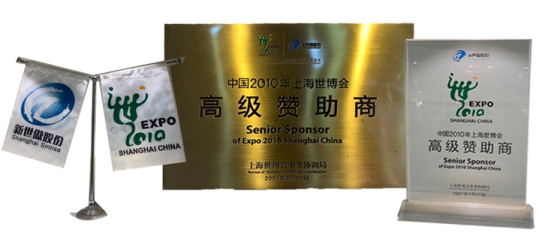 新世傲股份
Shanghai Sinnsa
EXPO
2010
SHANGHAI CHINA
中国2010年上海世博会
高级赞助商
Senior Sponsor
of Expo 2010 Shanghai China
上海世博会事务协调局
EXPO
2010
SHANGHAI CHINA
中国2010年上海世博会
高级赞助商
Senior Sponsor
of Expo 2010 Shanghai China